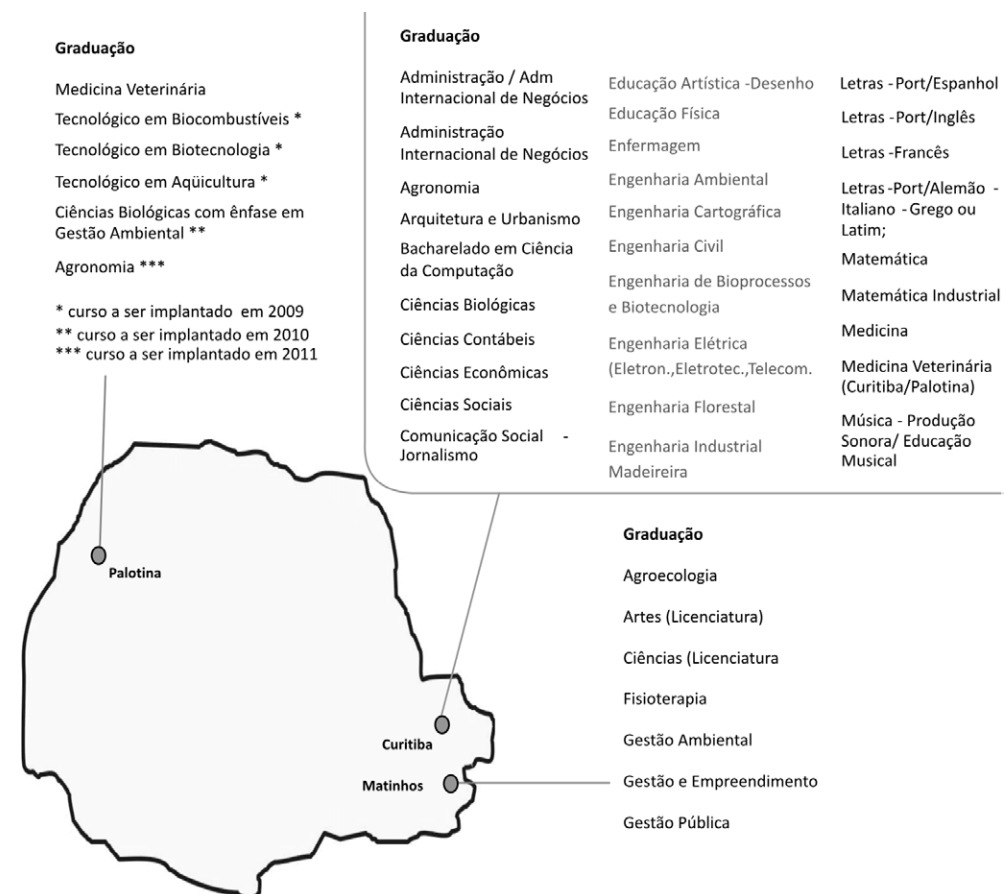 Graduação
Medicina Veterinária
Tecnológico em Biocombustíveis *
Tecnológico em Biotecnologia *
Tecnológico em Aqüicultura *
Ciências Biológicas com ênfase em
Gestão Ambiental **
Agronomia ***
* curso a ser implantado em 2009
** curso a ser implantado em 2010
*** curso a ser implantado em 2011
Graduação
Administração / Adm
Internacional de Negócios
Administração
Internacional de Negócios
Agronomia
Arquitetura e Urbanismo
Bacharelado em Ciência
da Computação
Ciências Biológicas
Ciências Contábeis
Ciências Econômicas
Ciências Sociais
Comunicação Social -
Jornalismo
Educação Artística -Desenho
Educação Física
Enfermagem
Engenharia Ambiental
Engenharia Cartográfica
Engenharia Civil
Engenharia de Bioprocessos
e Biotecnologia
Engenharia Elétrica
(Eletron.,Eletrotec.,Telecom.
Engenharia Florestal
Engenharia Industrial
Madeireira
Letras -Port/Espanhol
Letras -Port/Inglês
Letras -Francês
Letras -Port/Alemão -
Italiano -Grego ou
Latim;
Matemática
Matemática Industrial
Medicina
Medicina Veterinária
(Curitiba/Palotina)
Música - Produção
Sonora/ Educação
Musical
Palotina
Curitiba
Matinhos
Graduação
Agroecologia
Artes (Licenciatura)
Ciências (Licenciatura
Fisioterapia
Gestão Ambiental
Gestão e Empreendimento
Gestão Pública